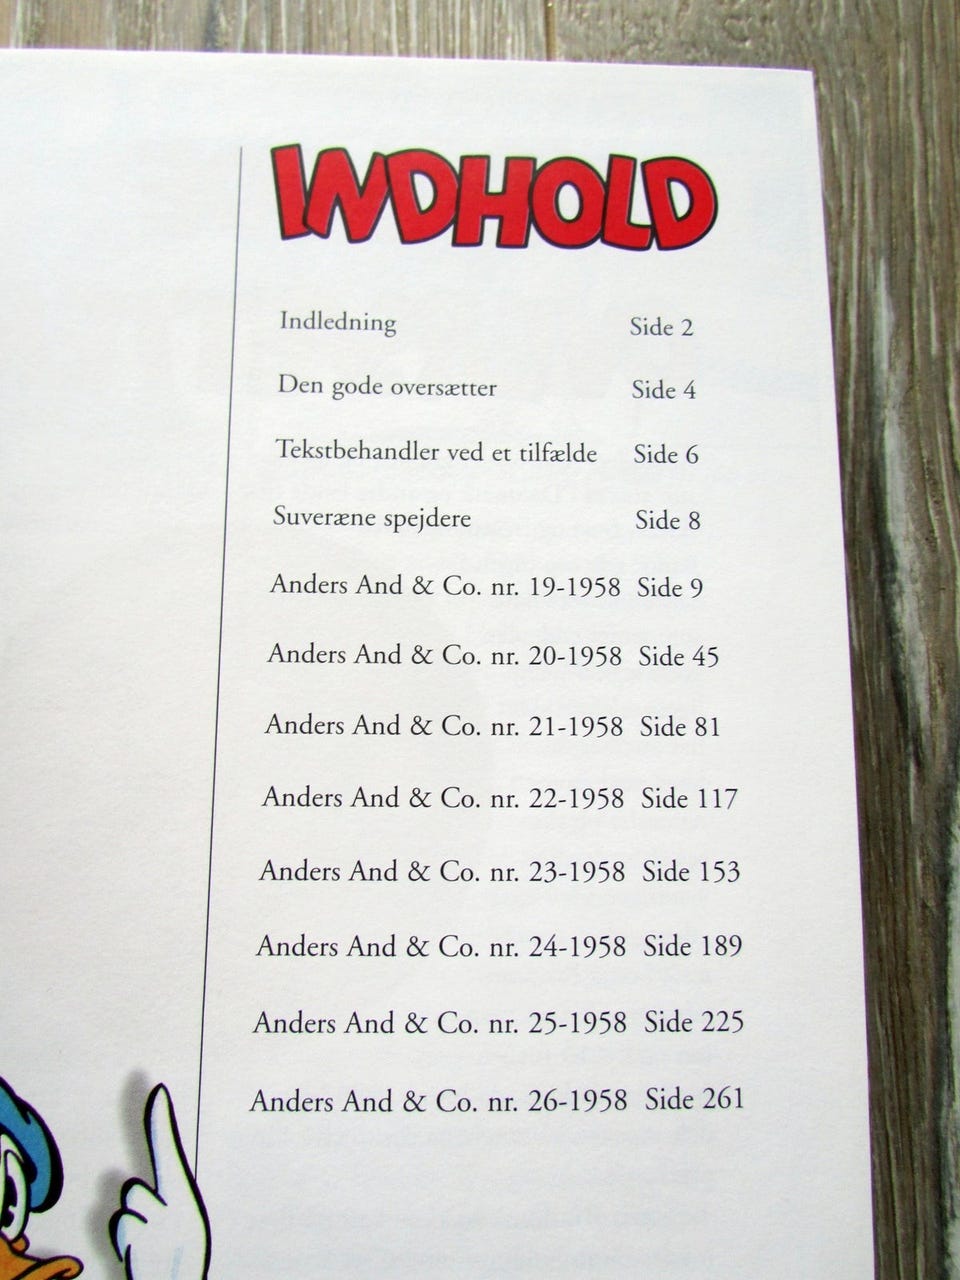 INDHOLD
Indledning Side 2
Den gode oversætter Side 4
Tekstbehandler ved et tilfælde Side 6
Suveræne spejdere Side 8
Anders And & Co. nr. 19-1958 Side 9
Anders And & Co. nr. 20-1958 Side 45
Anders And & Co. nr. 21-1958 Side 81
Anders And & Co. nr. 22-1958 Side 117
Anders And & Co. nr. 23-1958 Side 153
Anders And & Co. nr. 24-1958 Side 189
Anders And & Co. nr. 25-1958 Side 225
Anders And & Co. nr. 26-1958 Side 261